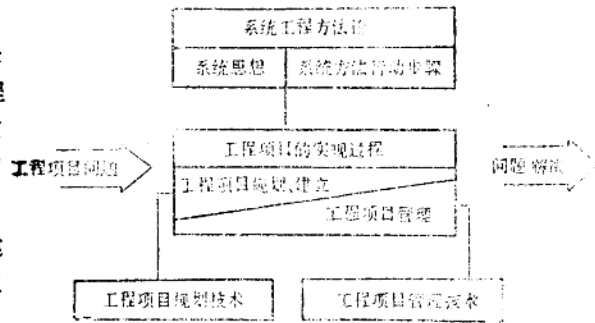 系统工程方法论
系统思想
系统方法行动步骤
工程项目问题
工程项目的实现过程
问题解决
工程项目规划、建立
工程项目管理
工程项目规划技术
工程项目管理技术